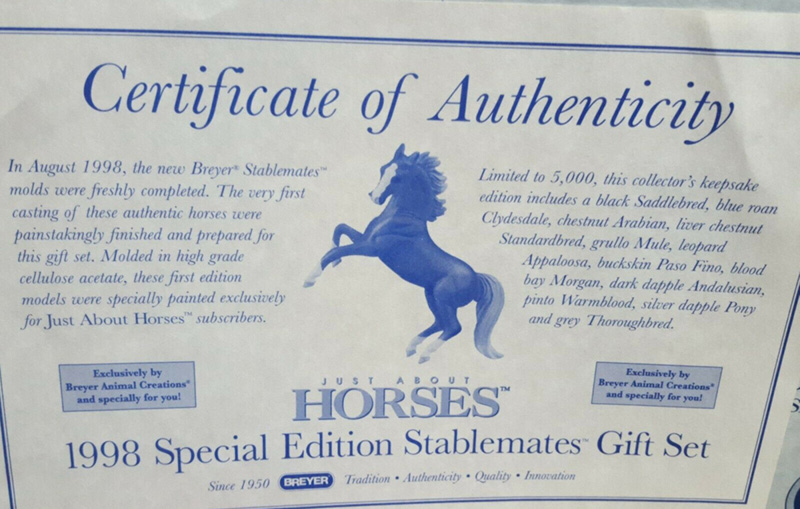 Certificate of Authenticity
In August 1998, the new Breyer® Stablemates™
molds were freshly completed. The very first
casting of these authentic horses were
painstakingly finished and prepared for
this gift set. Molded in high grade
cellulose acetate, these first edition
models were specially painted exclusively
for Just About Horses™ subscribers.
Limited to 5,000, this collector's keepsake
edition includes a black Saddlebred, blue roan
Clydesdale, chestnut Arabian, liver chestnut
Standardbred, grullo Mule, leopard
Appaloosa, buckskin Paso Fino, blood
bay Morgan, dark dapple Andalusian,
pinto Warmblood, silver dapple Pony
and grey Thoroughbred.
Exclusively by
Breyer Animal Creations®
and specially for you!
Exclusively by
Breyer Animal Creations®
and specially for you!
JUST ABOUT
HORSES™
1998 Special Edition Stablemates™ Gift Set
Since 1950 BREYER Tradition • Authenticity • Quality • Innovation